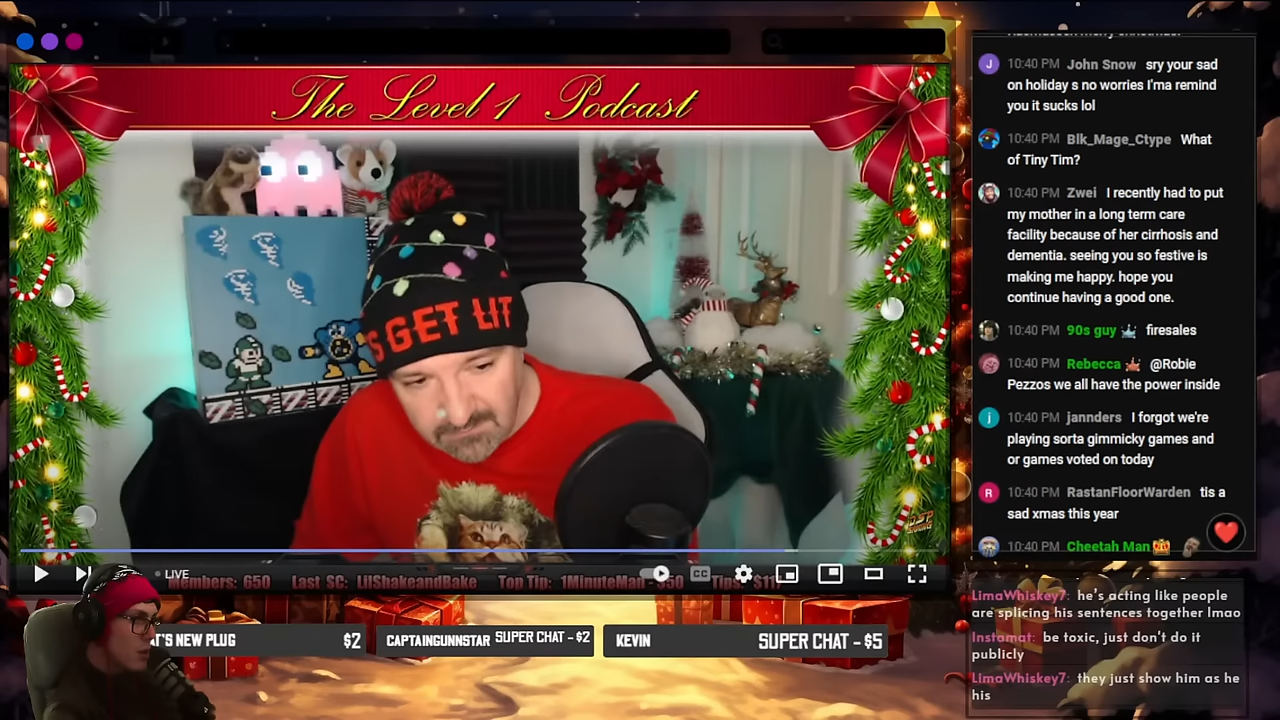 The Level 1 Podcast
'S GET LIT
LIVE
Members: 650 Last SC: LilShakeandBake Top Tip: 1MinuteMan
CC
T'S NEW PLUG $2
CAPTAINGUNNSTAR SUPER CHAT - $2
KEVIN SUPER CHAT - $5
10:40 PM John Snow sry your sad
on holiday s no worries I'ma remind
you it sucks lol
10:40 PM Blk_Mage_Ctype What
of Tiny Tim?
10:40 PM Zwei I recently had to put
my mother in a long term care
facility because of her cirrhosis and
dementia. seeing you so festive is
making me happy. hope you
continue having a good one.
10:40 PM 90s guy firesales
10:40 PM Rebecca @Robie
Pezzos we all have the power inside
10:40 PM jannders I forgot we're
playing sorta gimmicky games and
or games voted on today
10:40 PM RastanFloorWarden tis a
sad xmas this year
10:40 PM Cheetah Man
LimaWhiskey7: he's acting like people
are splicing his sentences together lmao
Instamat: be toxic, just don't do it
publicly
LimaWhiskey7: they just show him as he
his